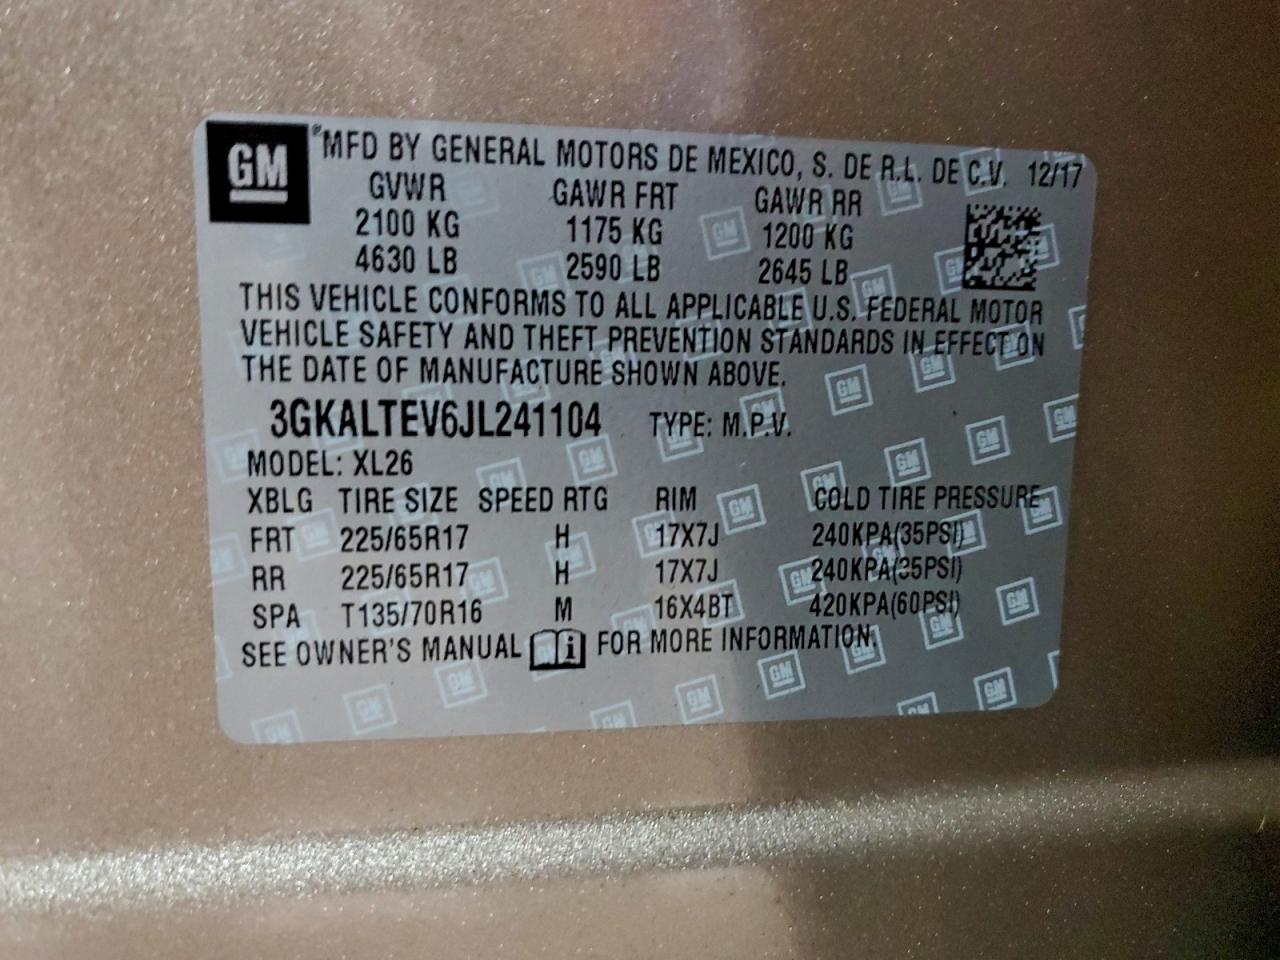 GM ®MFD BY GENERAL MOTORS DE MEXICO, S. DE R.L. DE C.V. 12/17
GVWR GAWR FRT GAWR RR
2100 KG 1175 KG 1200 KG
4630 LB 2590 LB 2645 LB
THIS VEHICLE CONFORMS TO ALL APPLICABLE U.S. FEDERAL MOTOR
VEHICLE SAFETY AND THEFT PREVENTION STANDARDS IN EFFECT ON
THE DATE OF MANUFACTURE SHOWN ABOVE.
3GKALTEV6JL241104 TYPE: M.P.V.
MODEL: XL26
XBLG TIRE SIZE SPEED RTG RIM COLD TIRE PRESSURE
FRT 225/65R17 H 17X7J 240KPA(35PSI)
RR 225/65R17 H 17X7J 240KPA(35PSI)
SPA T135/70R16 M 16X4BT 420KPA(60PSI)
SEE OWNER'S MANUAL i FOR MORE INFORMATION.